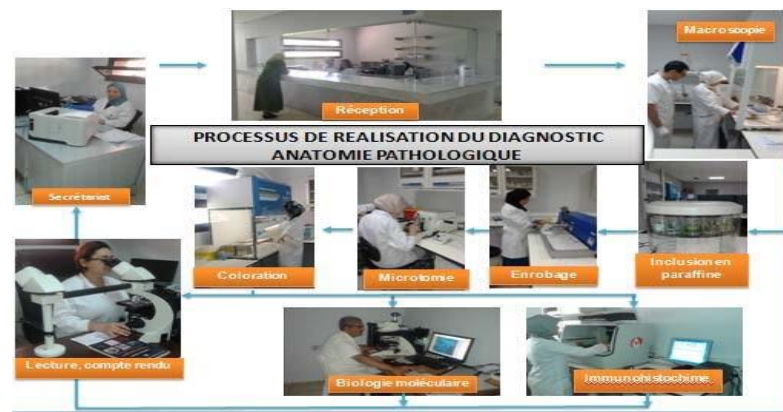 Macroscopie
Réception
PROCESSUS DE REALISATION DU DIAGNOSTIC
ANATOMIE PATHOLOGIQUE
Secrétariat
Coloration
Microtomie
Enrobage
Inclusion en
paraffine
Lecture, compte rendu
Biologie moléculaire
Immunohistochime